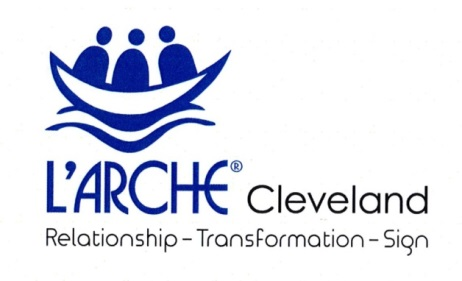 L'ARCHE® Cleveland
Relationship – Transformation – Sign